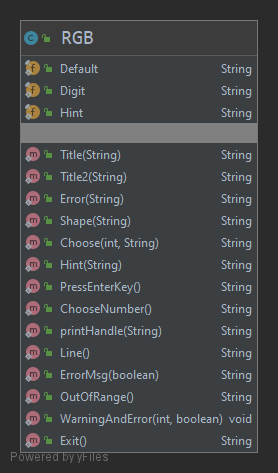 RGB
Default String
Digit String
Hint String
Title(String) String
Title2(String) String
Error(String) String
Shape(String) String
Choose(int, String) String
Hint(String) String
PressEnterKey() String
ChooseNumber() String
printHandle(String) String
Line() String
ErrorMsg(boolean) String
OutOfRange() String
WarningAndError(int, boolean) void
Exit() String
Powered by yFiles